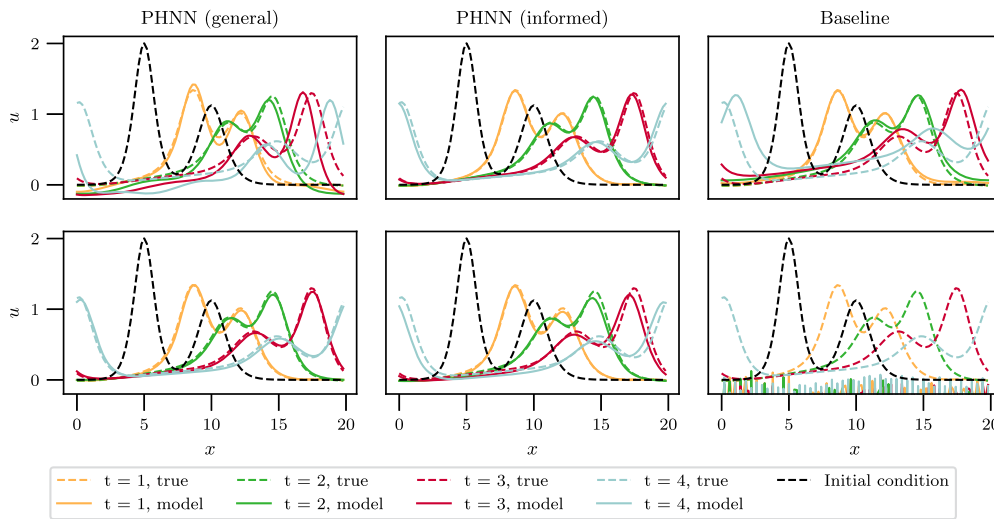 PHNN (general) PHNN (informed) Baseline
2
1
0
u
2
1
0
u
0 5 10 15 20 0 5 10 15 20 0 5 10 15 20
x x x
t = 1, true t = 2, true t = 3, true t = 4, true Initial condition
t = 1, model t = 2, model t = 3, model t = 4, model